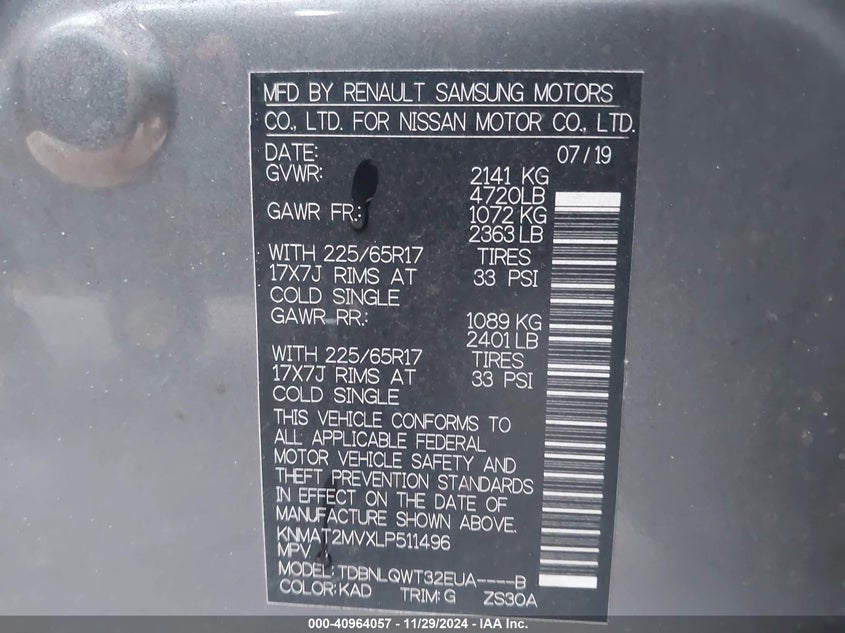 MFD BY RENAULT SAMSUNG MOTORS
CO., LTD. FOR NISSAN MOTOR CO., LTD.
DATE: 07/19
GVWR: 2141 KG
4720LB
GAWR FR.: 1072 KG
2363LB
WITH 225/65R17 TIRES
17X7J RIMS AT 33 PSI
COLD SINGLE
GAWR RR.: 1089 KG
2401LB
WITH 225/65R17 TIRES
17X7J RIMS AT 33 PSI
COLD SINGLE
THIS VEHICLE CONFORMS TO
ALL APPLICABLE FEDERAL
MOTOR VEHICLE SAFETY AND
THEFT PREVENTION STANDARDS
IN EFFECT ON THE DATE OF
MANUFACTURE SHOWN ABOVE.
KNMAT2MVXLP511496
MPV
MODEL: TDBNLQWT32EUA----B
COLOR: KAD TRIM: G ZS30A
000-40964057 - 11/29/2024 - IAA Inc.